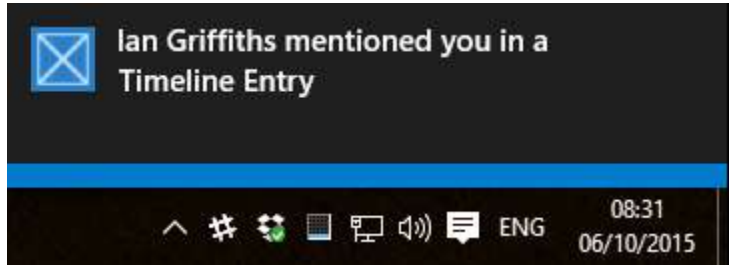 Ian Griffiths mentioned you in a
Timeline Entry
ENG
08:31
06/10/2015